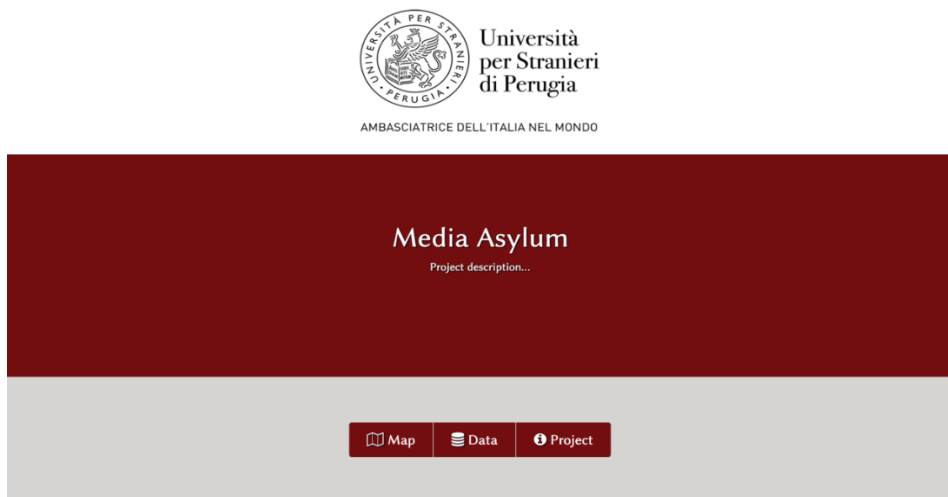 UNIVERSITÀ PER STRANIERI · PERUGIA ·
Università
per Stranieri
di Perugia
AMBASCIATRICE DELL'ITALIA NEL MONDO
Media Asylum
Project description...
Map
Data
Project